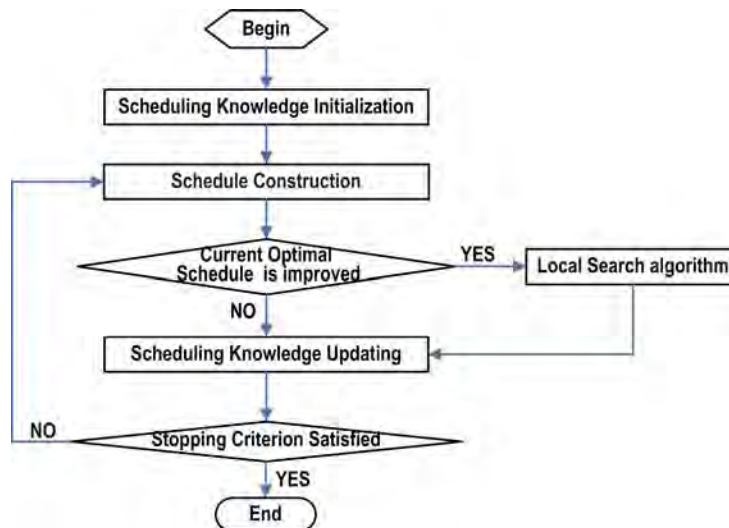 Begin
Scheduling Knowledge Initialization
Schedule Construction
Current Optimal
Schedule is improved
YES
Local Search algorithm
NO
Scheduling Knowledge Updating
NO
Stopping Criterion Satisfied
YES
End